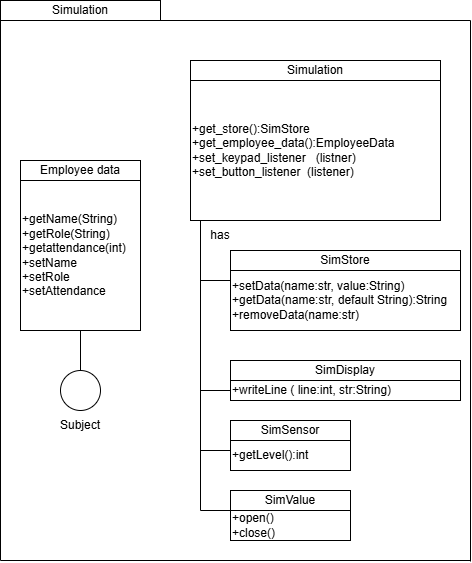 Simulation
Simulation
+get_store():SimStore
+get_employee_data():EmployeeData
+set_keypad_listener (listner)
+set_button_listener (listener)
Employee data
+getName(String)
+getRole(String)
+getattendance(int)
+setName
+setRole
+setAttendance
Subject
has
SimStore
+setData(name:str, value:String)
+getData(name:str, default String):String
+removeData(name:str)
SimDisplay
+writeLine ( line:int, str:String)
SimSensor
+getLevel():int
SimValue
+open()
+close()